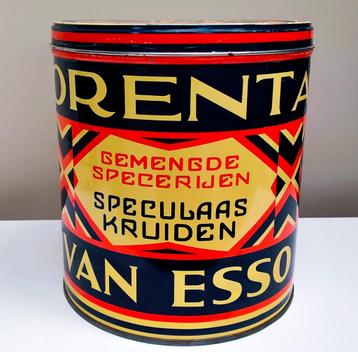 ORENTA
GEMENGDE
SPECERIJEN
SPECULAAS
KRUIDEN
VAN ESSO